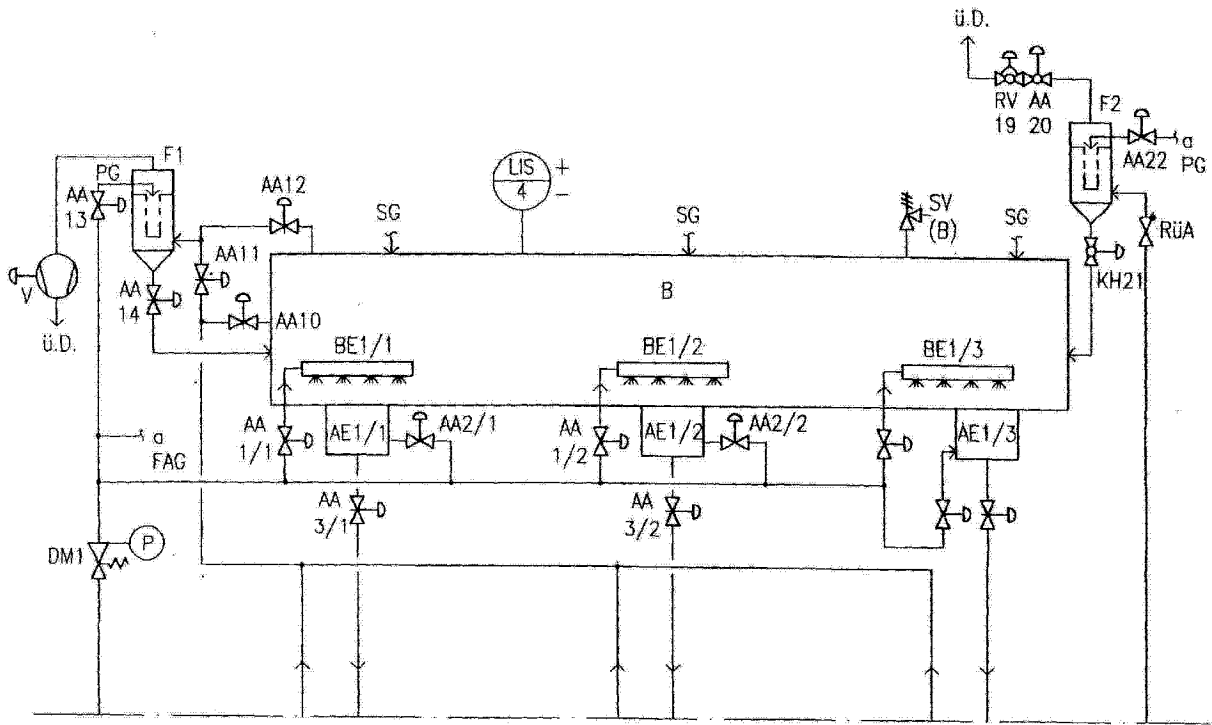 ü.D.
RV
19
AA
20
F2
AA22
a
PG
F1
PG
AA
13
AA12
LIS
4
+
–
SG
SG
SV
(B)
SG
RüA
AA11
KH21
V
AA
14
AA10
B
ü.D.
BE1/1
BE1/2
BE1/3
AA
1/1
AE1/1
AA2/1
AA
1/2
AE1/2
AA2/2
AE1/3
a
FAG
AA
3/1
AA
3/2
DM1
P